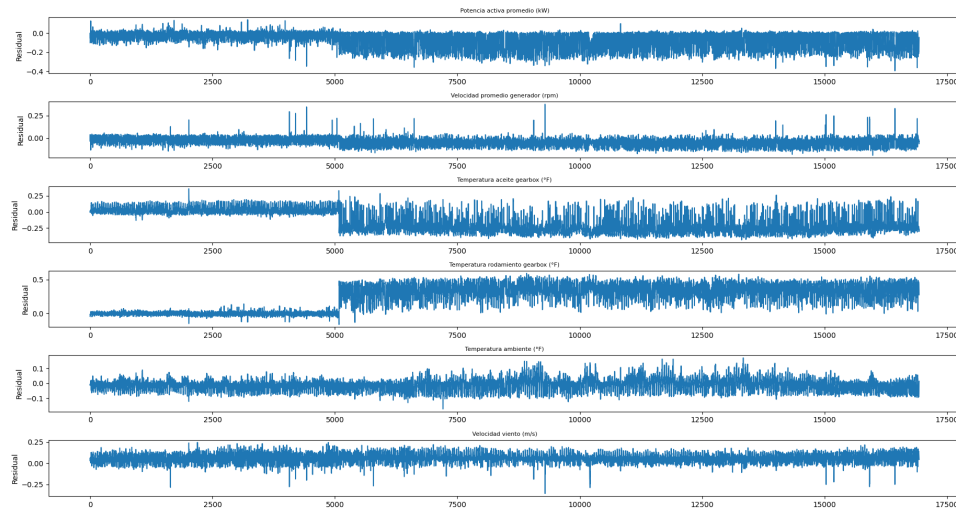 Potencia activa promedio (kW)
Residual
0.0
−0.2
−0.4
0 2500 5000 7500 10000 12500 15000 17500
Velocidad promedio generador (rpm)
Residual
0.25
0.00
0 2500 5000 7500 10000 12500 15000 17500
Temperatura aceite gearbox (°F)
Residual
0.25
0.00
−0.25
0 2500 5000 7500 10000 12500 15000 17500
Temperatura rodamiento gearbox (°F)
Residual
0.5
0.0
0 2500 5000 7500 10000 12500 15000 17500
Temperatura ambiente (°F)
Residual
0.1
0.0
−0.1
0 2500 5000 7500 10000 12500 15000 17500
Velocidad viento (m/s)
Residual
0.25
0.00
0 2500 5000 7500 10000 12500 15000 17500